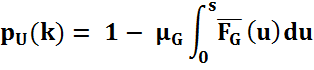 p_U(k) = 1 − μ_G ∫_0^s F̅_G̅(u) du